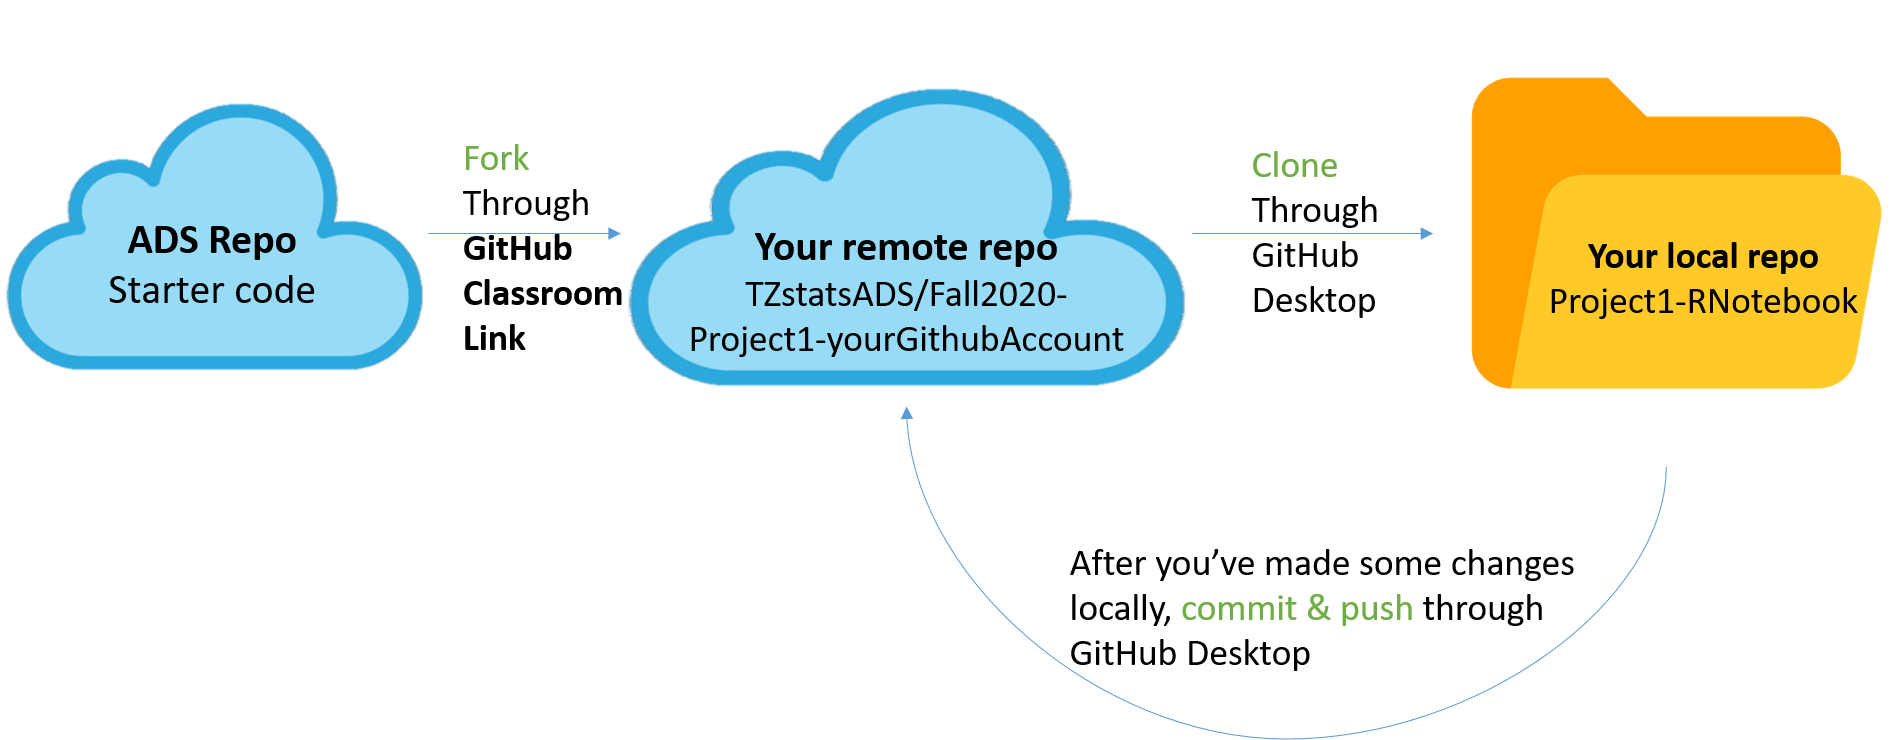 ADS Repo
Starter code
Fork
Through
GitHub
Classroom
Link
Your remote repo
TZstatsADS/Fall2020-
Project1-yourGithubAccount
Clone
Through
GitHub
Desktop
Your local repo
Project1-RNotebook
After you’ve made some changes
locally, commit & push through
GitHub Desktop